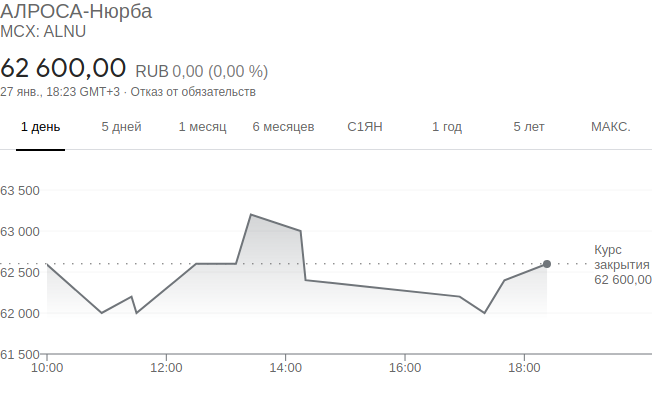 АЛРОСА-Нюрба
MCX: ALNU
62 600,00 RUB 0,00 (0,00 %)
27 янв., 18:23 GMT+3 · Отказ от обязательств
1 день 5 дней 1 месяц 6 месяцев С1ЯН 1 год 5 лет МАКС.
63 500
63 000
62 500
62 000
61 500
Курс
закрытия
62 600,00
10:00 12:00 14:00 16:00 18:00